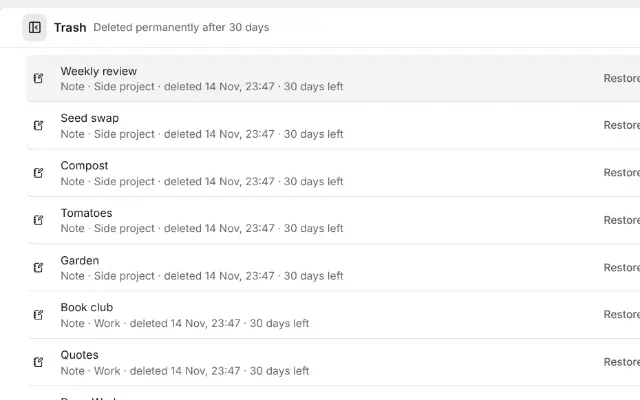 Trash Deleted permanently after 30 days
Weekly review
Note · Side project · deleted 14 Nov, 23:47 · 30 days left
Restore
Seed swap
Note · Side project · deleted 14 Nov, 23:47 · 30 days left
Restore
Compost
Note · Side project · deleted 14 Nov, 23:47 · 30 days left
Restore
Tomatoes
Note · Side project · deleted 14 Nov, 23:47 · 30 days left
Restore
Garden
Note · Side project · deleted 14 Nov, 23:47 · 30 days left
Restore
Book club
Note · Work · deleted 14 Nov, 23:47 · 30 days left
Restore
Quotes
Note · Work · deleted 14 Nov, 23:47 · 30 days left
Restore